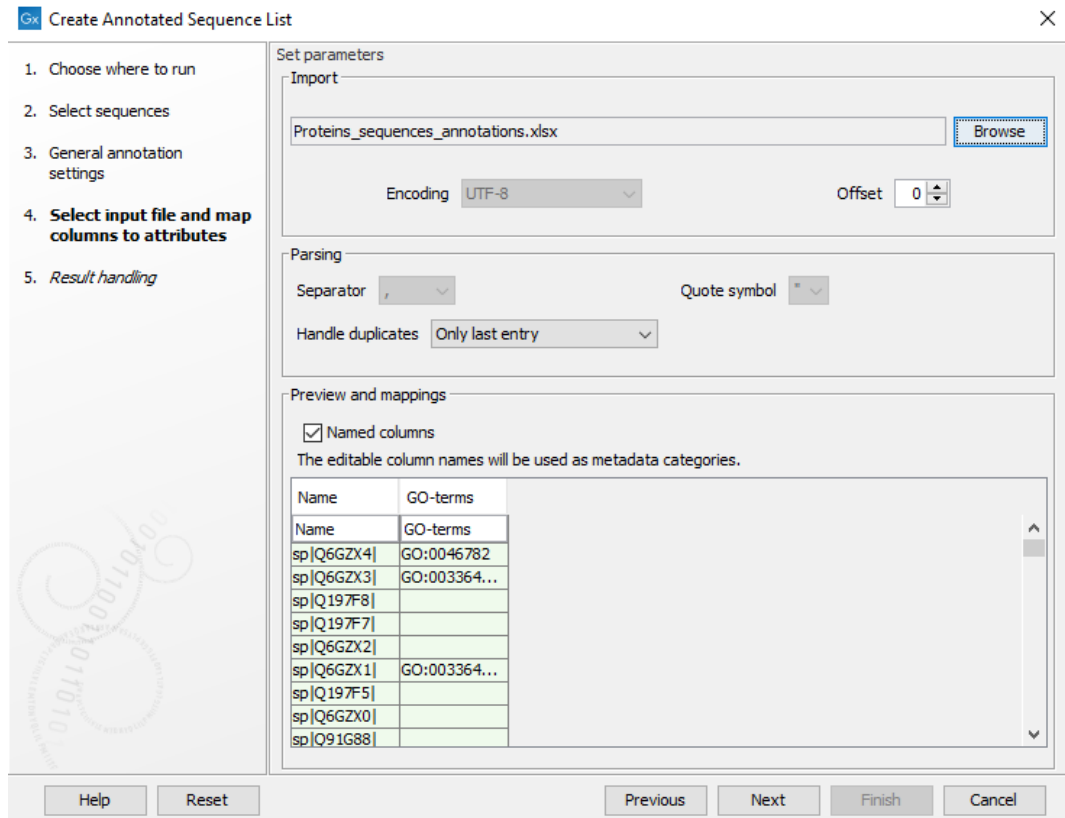 Gx Create Annotated Sequence List
1. Choose where to run
2. Select sequences
3. General annotation
settings
4. Select input file and map
columns to attributes
5. Result handling
Set parameters
Import
Proteins_sequences_annotations.xlsx
Browse
Encoding UTF-8
Offset 0
Parsing
Separator ,
Quote symbol "
Handle duplicates Only last entry
Preview and mappings
Named columns
The editable column names will be used as metadata categories.
Name GO-terms
Name GO-terms
sp|Q6GZX4| GO:0046782
sp|Q6GZX3| GO:003364...
sp|Q197F8|
sp|Q197F7|
sp|Q6GZX2|
sp|Q6GZX1| GO:003364...
sp|Q197F5|
sp|Q6GZX0|
sp|Q91G88|
Help Reset Previous Next Finish Cancel